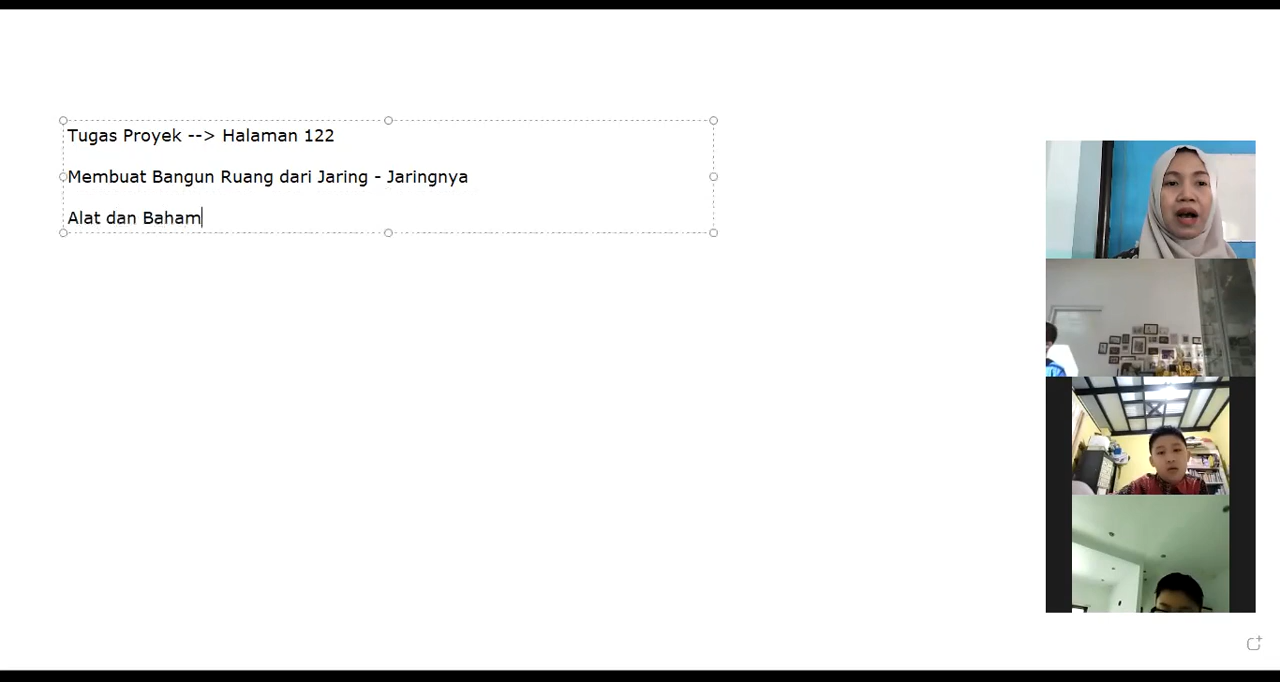 Tugas Proyek --> Halaman 122
Membuat Bangun Ruang dari Jaring - Jaringnya
Alat dan Baham